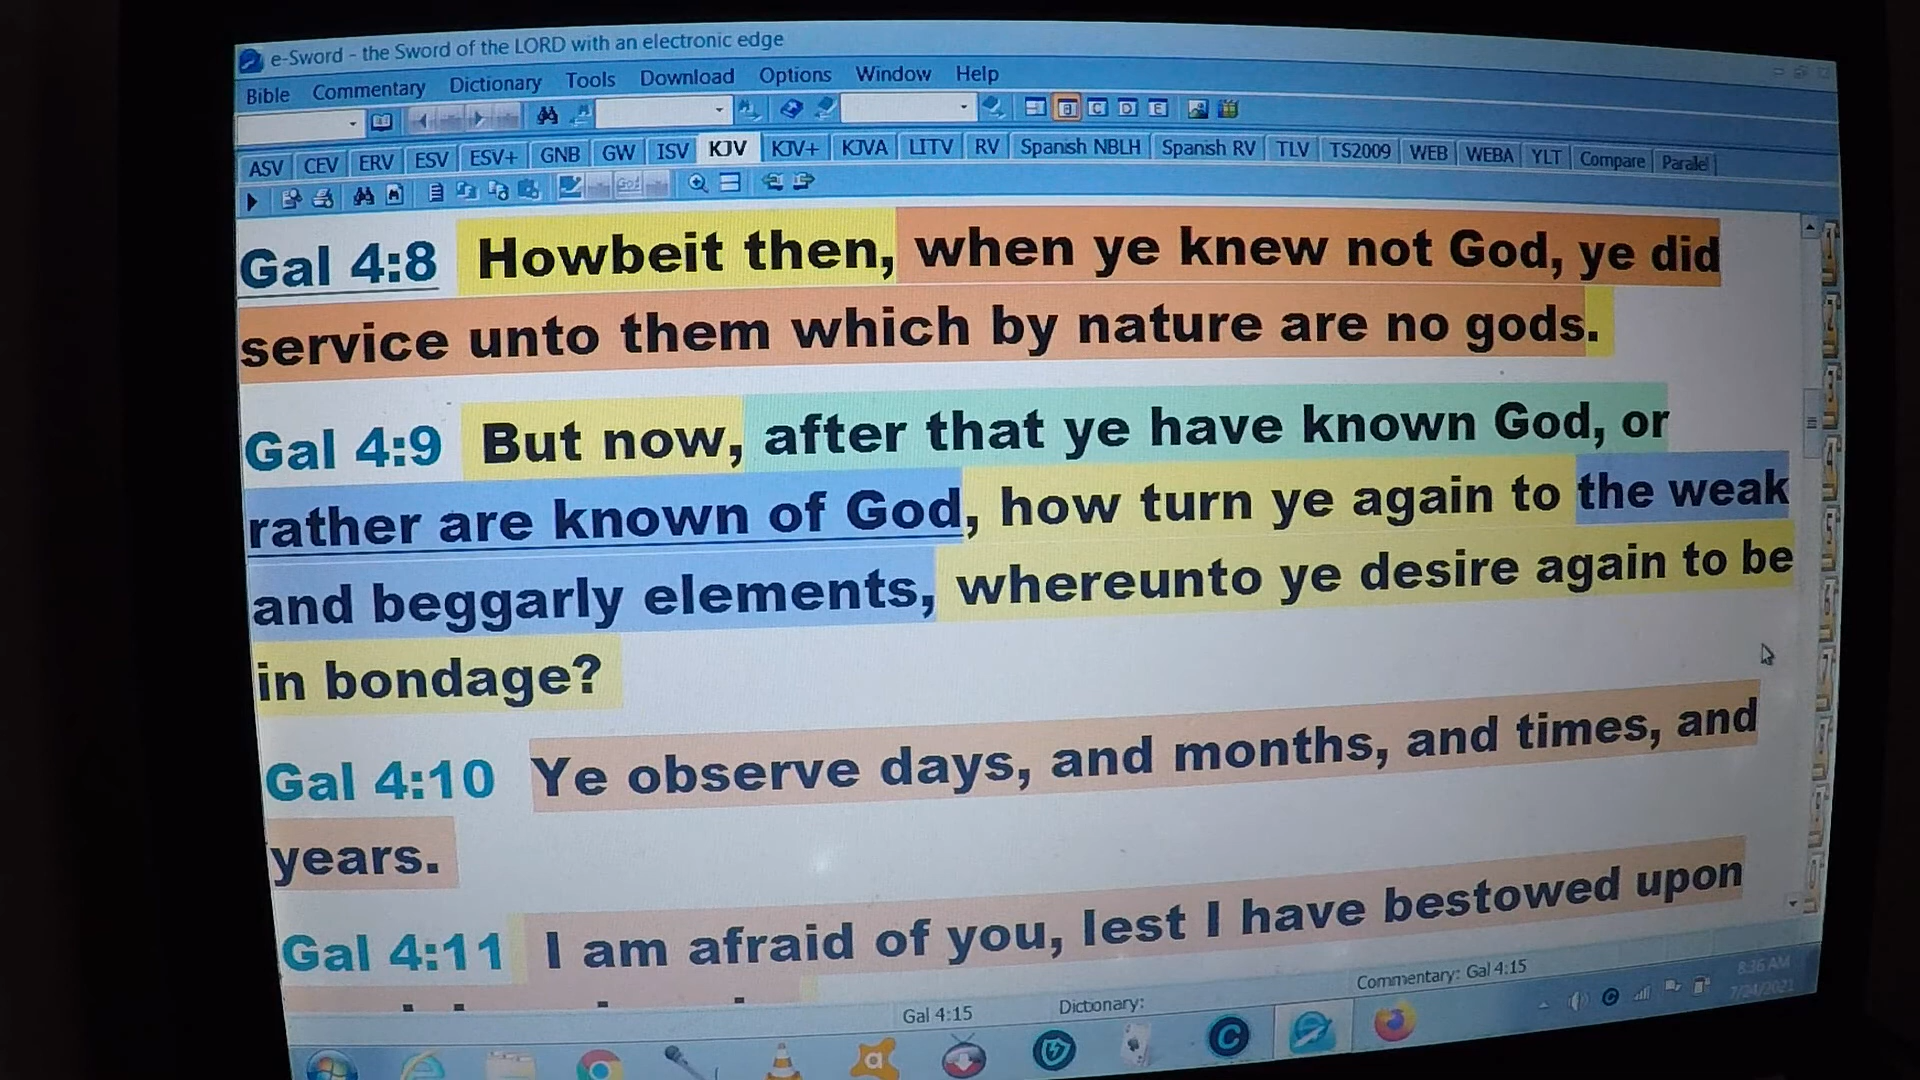 e-Sword - the Sword of the LORD with an electronic edge
Bible Commentary Dictionary Tools Download Options Window Help
ASV CEV ERV ESV ESV+ GNB GW ISV KJV KJV+ KJVA LITV RV Spanish NBLH Spanish RV TLV TS2009 WEB WEBA YLT Compare Parallel
Gal 4:8 Howbeit then, when ye knew not God, ye did
service unto them which by nature are no gods.
Gal 4:9 But now, after that ye have known God, or
rather are known of God, how turn ye again to the weak
and beggarly elements, whereunto ye desire again to be
in bondage?
Gal 4:10 Ye observe days, and months, and times, and
years.
Gal 4:11 I am afraid of you, lest I have bestowed upon
Gal 4:15 Dictionary: Commentary: Gal 4:15
8:36 AM
7/24/2021